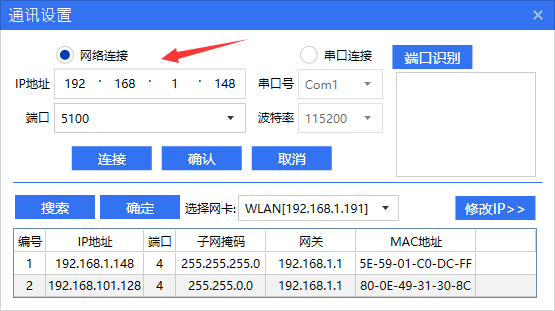 通讯设置
网络连接 串口连接 端口识别
IP地址 192 . 168 . 1 . 148 串口号 Com1
端口 5100 波特率 115200
连接 确认 取消
搜索 确定 选择网卡: WLAN[192.168.1.191] 修改IP>>
编号 IP地址 端口 子网掩码 网关 MAC地址
1 192.168.1.148 4 255.255.255.0 192.168.1.1 5E-59-01-C0-DC-FF
2 192.168.101.128 4 255.255.0.0 192.168.1.1 80-0E-49-31-30-8C